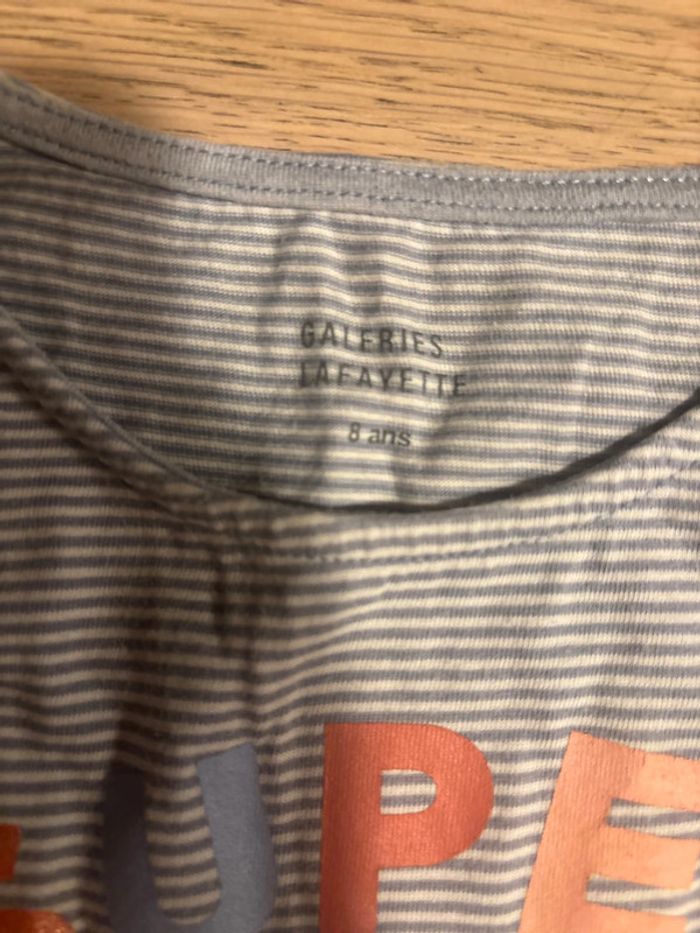 GALERIES
LAFAYETTE
8 ans
UPE